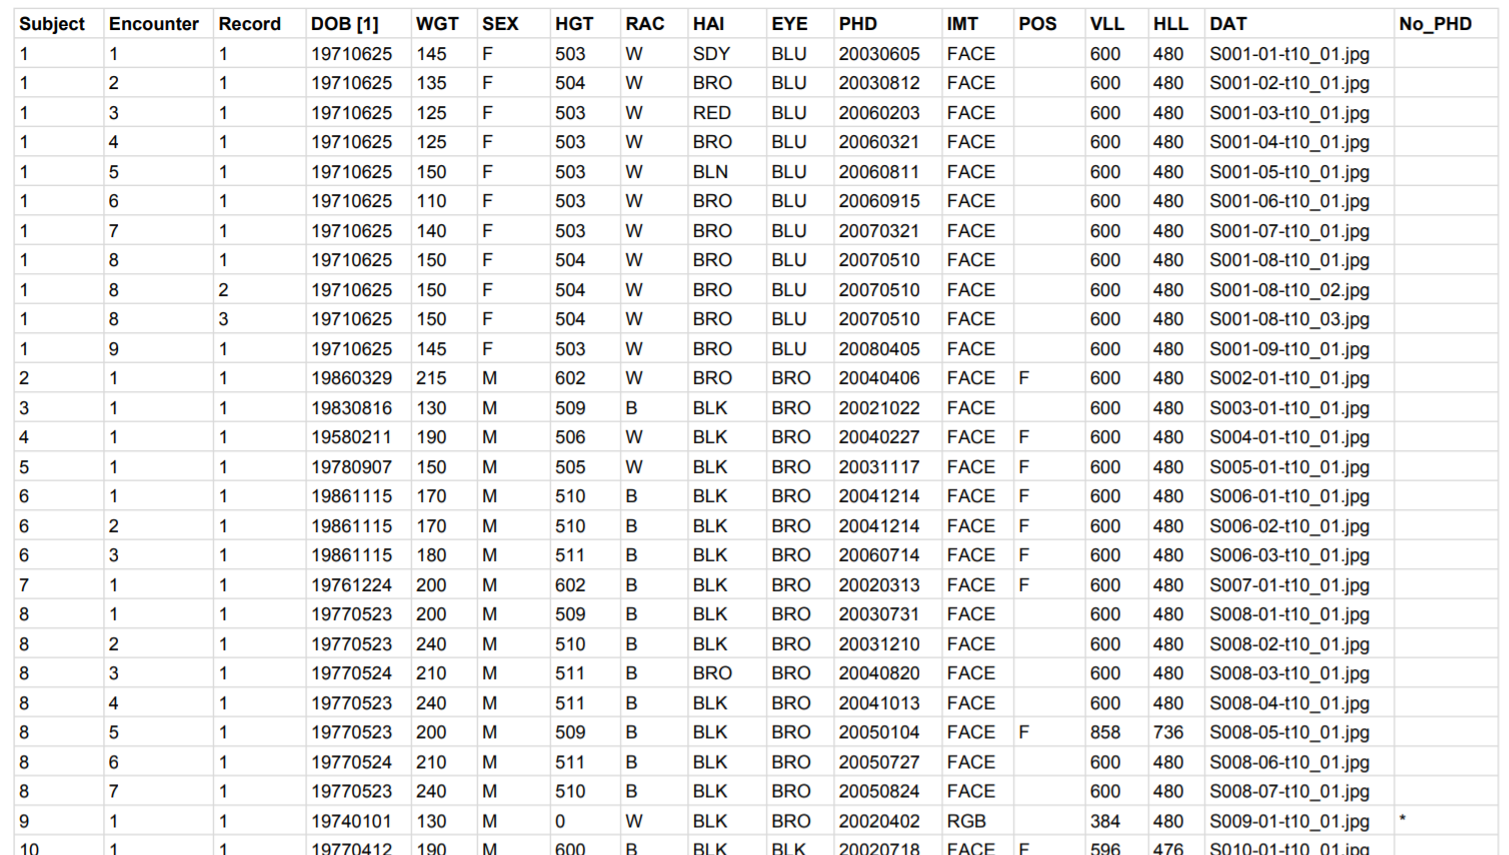 Subject Encounter Record DOB [1] WGT SEX HGT RAC HAI EYE PHD IMT POS VLL HLL DAT No_PHD
1 1 1 19710625 145 F 503 W SDY BLU 20030605 FACE 600 480 S001-01-t10_01.jpg
1 2 1 19710625 135 F 504 W BRO BLU 20030812 FACE 600 480 S001-02-t10_01.jpg
1 3 1 19710625 125 F 503 W RED BLU 20060203 FACE 600 480 S001-03-t10_01.jpg
1 4 1 19710625 125 F 503 W BRO BLU 20060321 FACE 600 480 S001-04-t10_01.jpg
1 5 1 19710625 150 F 503 W BLN BLU 20060811 FACE 600 480 S001-05-t10_01.jpg
1 6 1 19710625 110 F 503 W BRO BLU 20060915 FACE 600 480 S001-06-t10_01.jpg
1 7 1 19710625 140 F 503 W BRO BLU 20070321 FACE 600 480 S001-07-t10_01.jpg
1 8 1 19710625 150 F 504 W BRO BLU 20070510 FACE 600 480 S001-08-t10_01.jpg
1 8 2 19710625 150 F 504 W BRO BLU 20070510 FACE 600 480 S001-08-t10_02.jpg
1 8 3 19710625 150 F 504 W BRO BLU 20070510 FACE 600 480 S001-08-t10_03.jpg
1 9 1 19710625 145 F 503 W BRO BLU 20080405 FACE 600 480 S001-09-t10_01.jpg
2 1 1 19860329 215 M 602 W BRO BRO 20040406 FACE F 600 480 S002-01-t10_01.jpg
3 1 1 19830816 130 M 509 B BLK BRO 20021022 FACE 600 480 S003-01-t10_01.jpg
4 1 1 19580211 190 M 506 W BLK BRO 20040227 FACE F 600 480 S004-01-t10_01.jpg
5 1 1 19780907 150 M 505 W BLK BRO 20031117 FACE F 600 480 S005-01-t10_01.jpg
6 1 1 19861115 170 M 510 B BLK BRO 20041214 FACE F 600 480 S006-01-t10_01.jpg
6 2 1 19861115 170 M 510 B BLK BRO 20041214 FACE F 600 480 S006-02-t10_01.jpg
6 3 1 19861115 180 M 511 B BLK BRO 20060714 FACE F 600 480 S006-03-t10_01.jpg
7 1 1 19761224 200 M 602 B BLK BRO 20020313 FACE F 600 480 S007-01-t10_01.jpg
8 1 1 19770523 200 M 509 B BLK BRO 20030731 FACE 600 480 S008-01-t10_01.jpg
8 2 1 19770523 240 M 510 B BLK BRO 20031210 FACE 600 480 S008-02-t10_01.jpg
8 3 1 19770524 210 M 511 B BRO BRO 20040820 FACE 600 480 S008-03-t10_01.jpg
8 4 1 19770523 240 M 511 B BLK BRO 20041013 FACE 600 480 S008-04-t10_01.jpg
8 5 1 19770523 200 M 509 B BLK BRO 20050104 FACE F 858 736 S008-05-t10_01.jpg
8 6 1 19770524 210 M 511 B BLK BRO 20050727 FACE 600 480 S008-06-t10_01.jpg
8 7 1 19770523 240 M 510 B BLK BRO 20050824 FACE 600 480 S008-07-t10_01.jpg
9 1 1 19740101 130 M 0 W BLK BRO 20020402 RGB 384 480 S009-01-t10_01.jpg *
10 1 1 19770412 190 M 600 B BLK BLK 20020718 FACE F 596 476 S010-01-t10_01.jpg